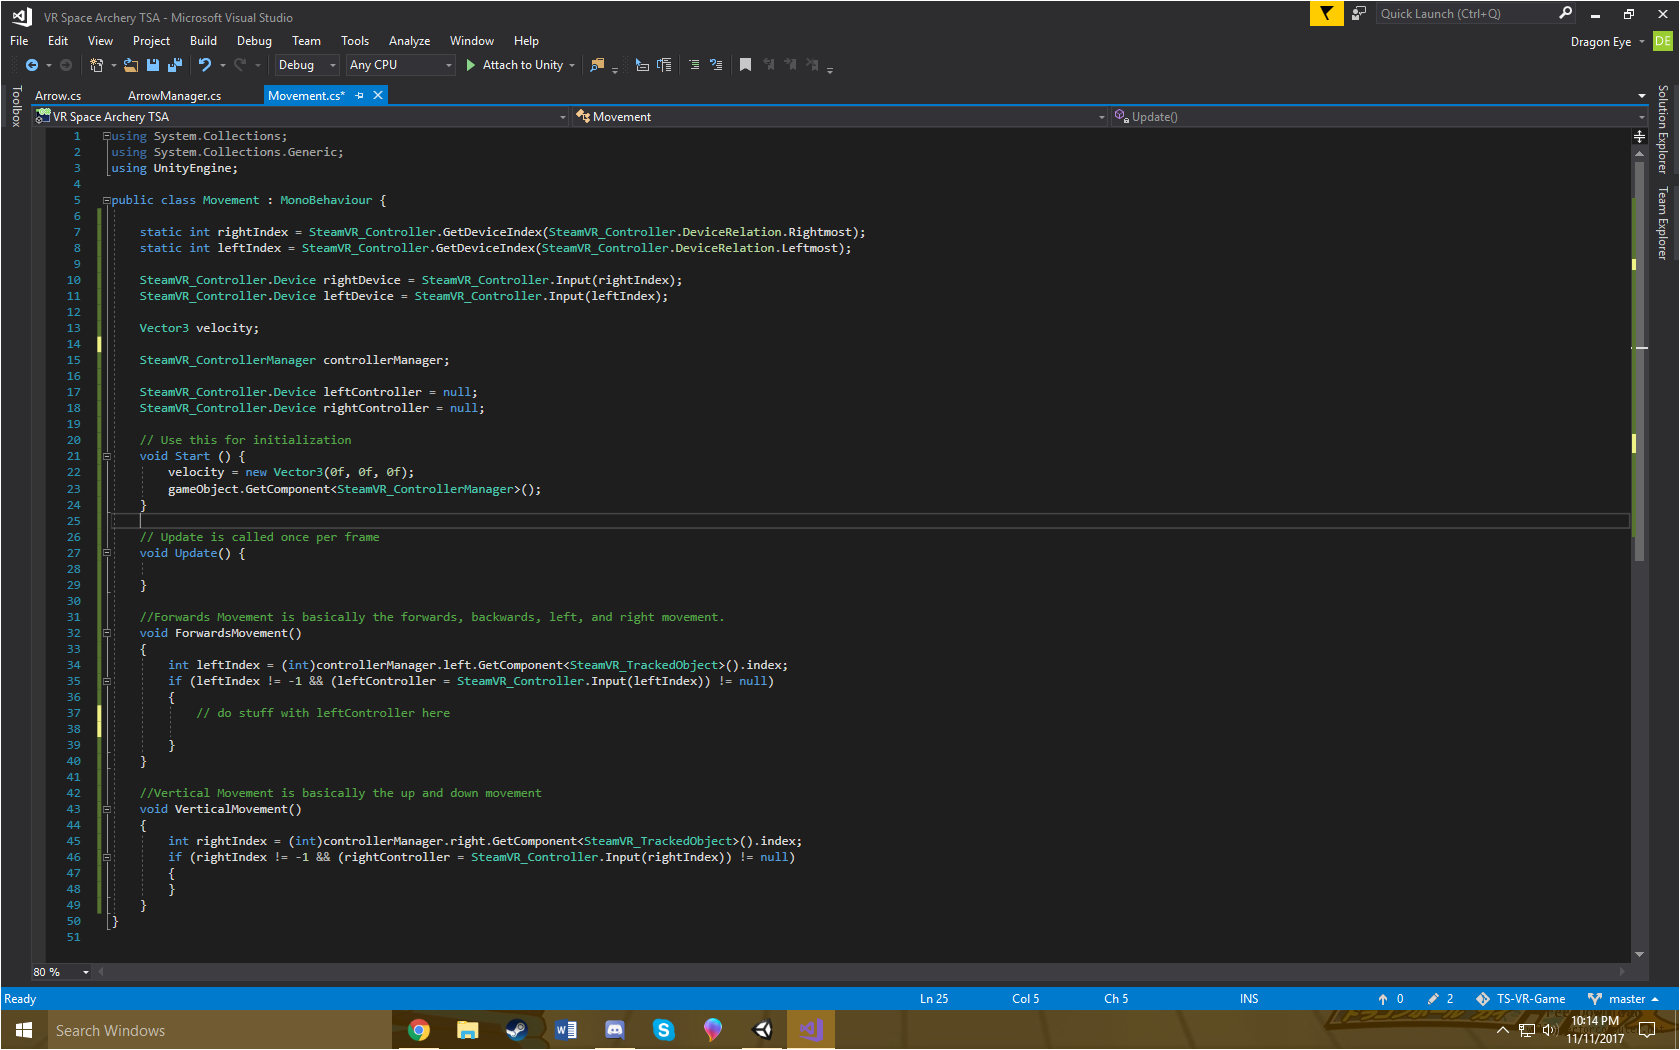 VR Space Archery TSA - Microsoft Visual Studio
Quick Launch (Ctrl+Q)
File Edit View Project Build Debug Team Tools Analyze Window Help
Dragon Eye DE
Debug Any CPU Attach to Unity
Toolbox
Arrow.cs ArrowManager.cs Movement.cs*
VR Space Archery TSA Movement Update()
Solution Explorer
Team Explorer
1 using System.Collections;
2 using System.Collections.Generic;
3 using UnityEngine;
4
5 public class Movement : MonoBehaviour {
6
7 static int rightIndex = SteamVR_Controller.GetDeviceIndex(SteamVR_Controller.DeviceRelation.Rightmost);
8 static int leftIndex = SteamVR_Controller.GetDeviceIndex(SteamVR_Controller.DeviceRelation.Leftmost);
9
10 SteamVR_Controller.Device rightDevice = SteamVR_Controller.Input(rightIndex);
11 SteamVR_Controller.Device leftDevice = SteamVR_Controller.Input(leftIndex);
12
13 Vector3 velocity;
14
15 SteamVR_ControllerManager controllerManager;
16
17 SteamVR_Controller.Device leftController = null;
18 SteamVR_Controller.Device rightController = null;
19
20 // Use this for initialization
21 void Start () {
22 velocity = new Vector3(0f, 0f, 0f);
23 gameObject.GetComponent<SteamVR_ControllerManager>();
24 }
25
26 // Update is called once per frame
27 void Update() {
28
29 }
30
31 //Forwards Movement is basically the forwards, backwards, left, and right movement.
32 void ForwardsMovement()
33 {
34 int leftIndex = (int)controllerManager.left.GetComponent<SteamVR_TrackedObject>().index;
35 if (leftIndex != -1 && (leftController = SteamVR_Controller.Input(leftIndex)) != null)
36 {
37 // do stuff with leftController here
38
39 }
40 }
41
42 //Vertical Movement is basically the up and down movement
43 void VerticalMovement()
44 {
45 int rightIndex = (int)controllerManager.right.GetComponent<SteamVR_TrackedObject>().index;
46 if (rightIndex != -1 && (rightController = SteamVR_Controller.Input(rightIndex)) != null)
47 {
48 }
49 }
50 }
51
80 %
Ready Ln 25 Col 5 Ch 5 INS 0 2 TS-VR-Game master
Search Windows
10:14 PM
11/11/2017